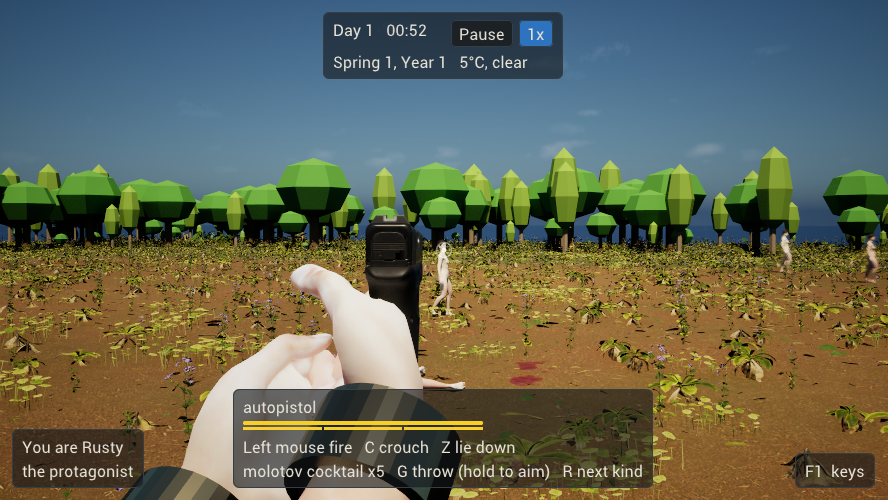 Day 1 00:52 Pause 1x
Spring 1, Year 1 5°C, clear
autopistol
Left mouse fire C crouch Z lie down
molotov cocktail x5 G throw (hold to aim) R next kind
You are Rusty
the protagonist
F1 keys